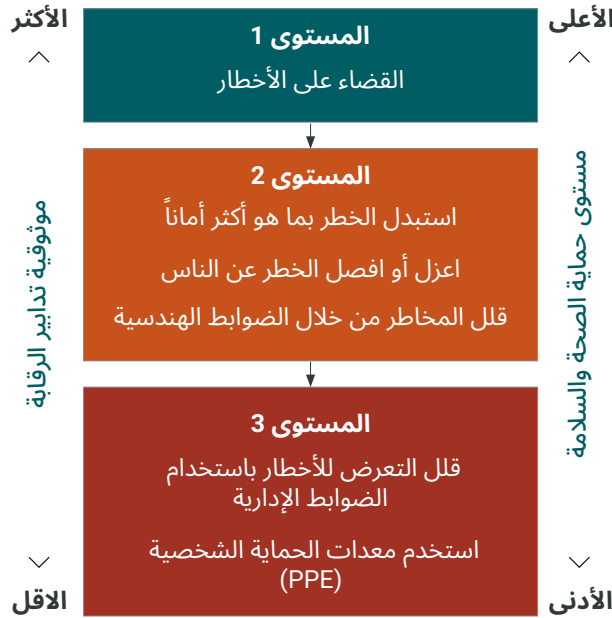 الأعلى
الأكثر
المستوى 1
القضاء على الأخطار
المستوى 2
استبدل الخطر بما هو أكثر أماناً
اعزل أو افصل الخطر عن الناس
قلل المخاطر من خلال الضوابط الهندسية
المستوى 3
قلل التعرض للأخطار باستخدام
الضوابط الإدارية
استخدم معدات الحماية الشخصية
(PPE)
مستوى حماية الصحة والسلامة
موثوقية تدابير الرقابة
الأدنى
الاقل